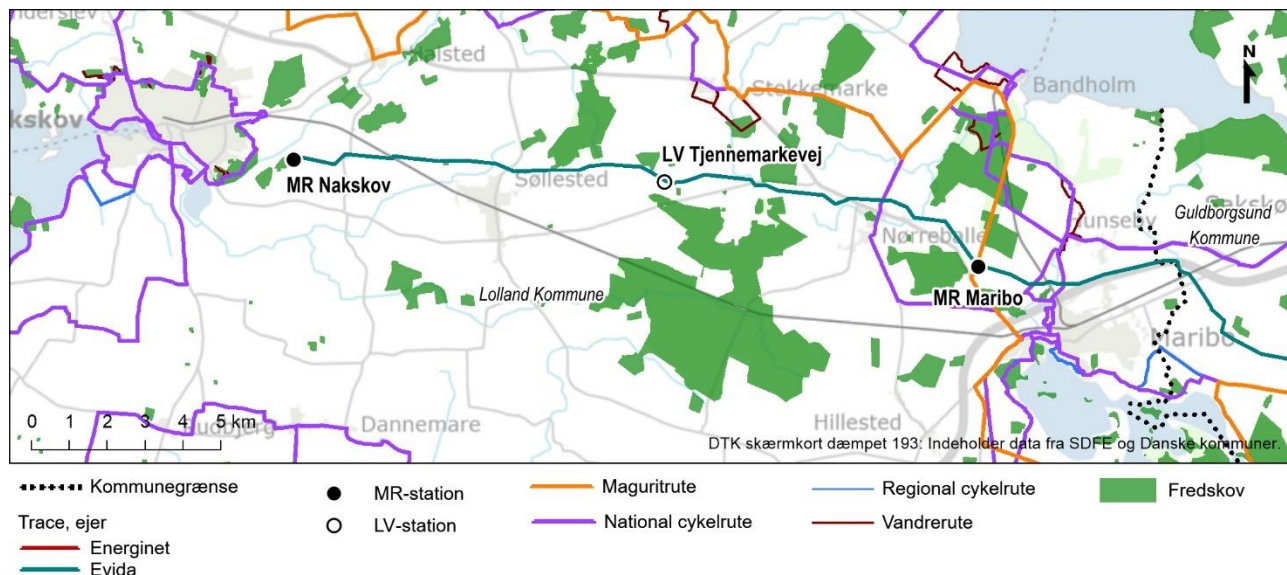 Halsted
Stokkemarke
Bandholm
N
kskov
LV Tjennemarkevej
MR Nakskov
Søllested
Guldborgsund
Kommune
Nørreballe
Lolland Kommune
MR Maribo
Maribo
0 1 2 3 4 5 km
Dannemare
Hillested
DTK skærmkort dæmpet 193: Indeholder data fra SDFE og Danske kommuner.
Kommunegrænse
MR-station
Maguritrute
Regional cykelrute
Fredskov
Trace, ejer
LV-station
National cykelrute
Vandrerute
Energinet
Evida